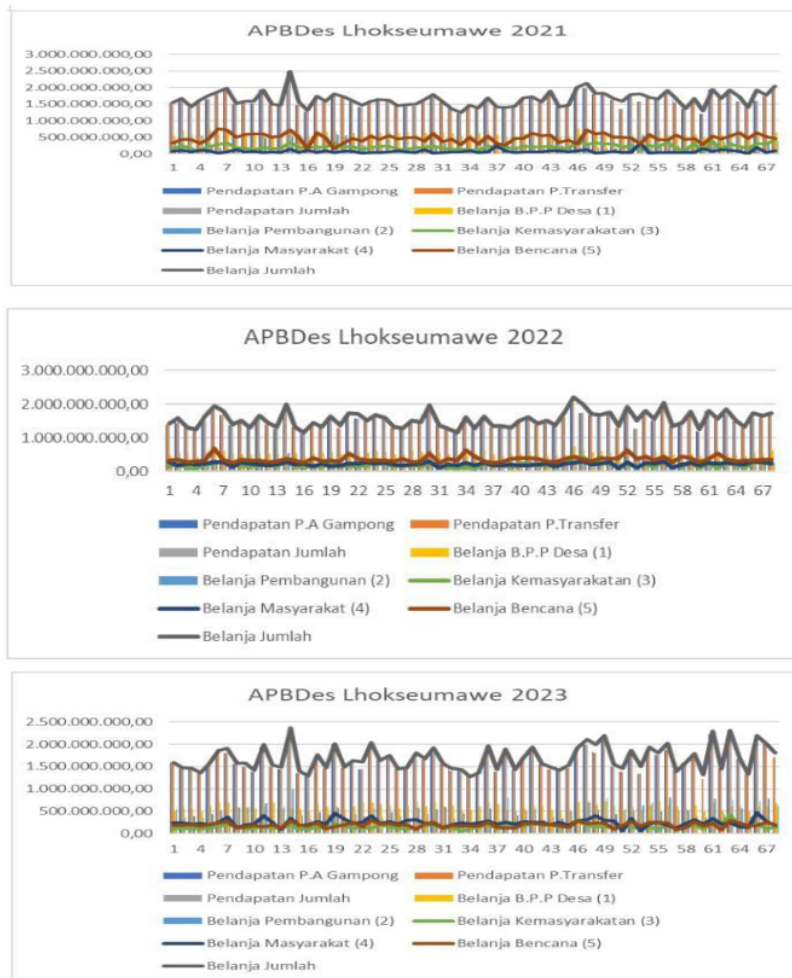 APBDes Lhokseumawe 2021
3.000.000.000,00
2.500.000.000,00
2.000.000.000,00
1.500.000.000,00
1.000.000.000,00
500.000.000,00
0,00
1 4 7 10 13 16 19 22 25 28 31 34 37 40 43 46 49 52 55 58 61 64 67
Pendapatan P.A Gampong Pendapatan P.Transfer
Pendapatan Jumlah Belanja B.P.P Desa (1)
Belanja Pembangunan (2) Belanja Kemasyarakatan (3)
Belanja Masyarakat (4) Belanja Bencana (5)
Belanja Jumlah
APBDes Lhokseumawe 2022
3.000.000.000,00
2.000.000.000,00
1.000.000.000,00
0,00
1 4 7 10 13 16 19 22 25 28 31 34 37 40 43 46 49 52 55 58 61 64 67
Pendapatan P.A Gampong Pendapatan P.Transfer
Pendapatan Jumlah Belanja B.P.P Desa (1)
Belanja Pembangunan (2) Belanja Kemasyarakatan (3)
Belanja Masyarakat (4) Belanja Bencana (5)
Belanja Jumlah
APBDes Lhokseumawe 2023
2.500.000.000,00
2.000.000.000,00
1.500.000.000,00
1.000.000.000,00
500.000.000,00
0,00
1 4 7 10 13 16 19 22 25 28 31 34 37 40 43 46 49 52 55 58 61 64 67
Pendapatan P.A Gampong Pendapatan P.Transfer
Pendapatan Jumlah Belanja B.P.P Desa (1)
Belanja Pembangunan (2) Belanja Kemasyarakatan (3)
Belanja Masyarakat (4) Belanja Bencana (5)
Belanja Jumlah